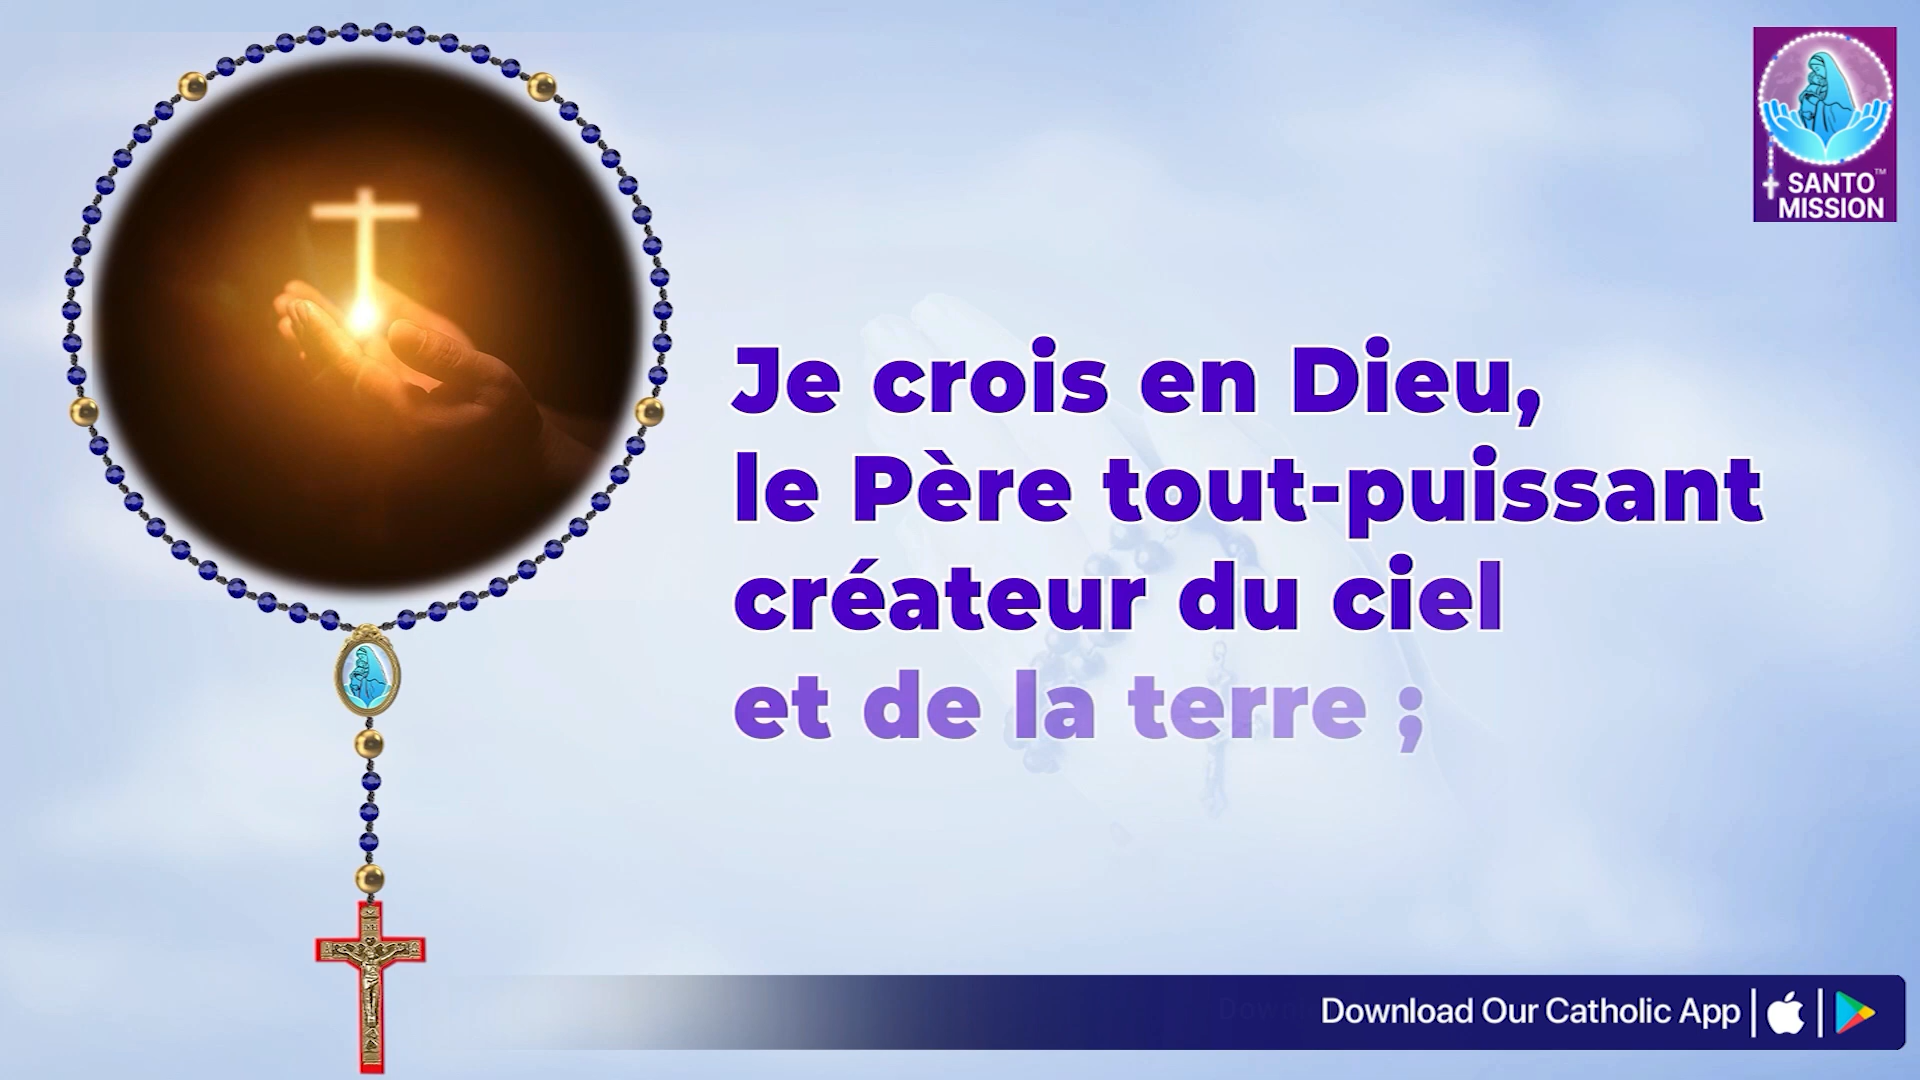 SANTO™
MISSION
Je crois en Dieu,
le Père tout-puissant
créateur du ciel
et de la terre ;
Download Our Catholic App